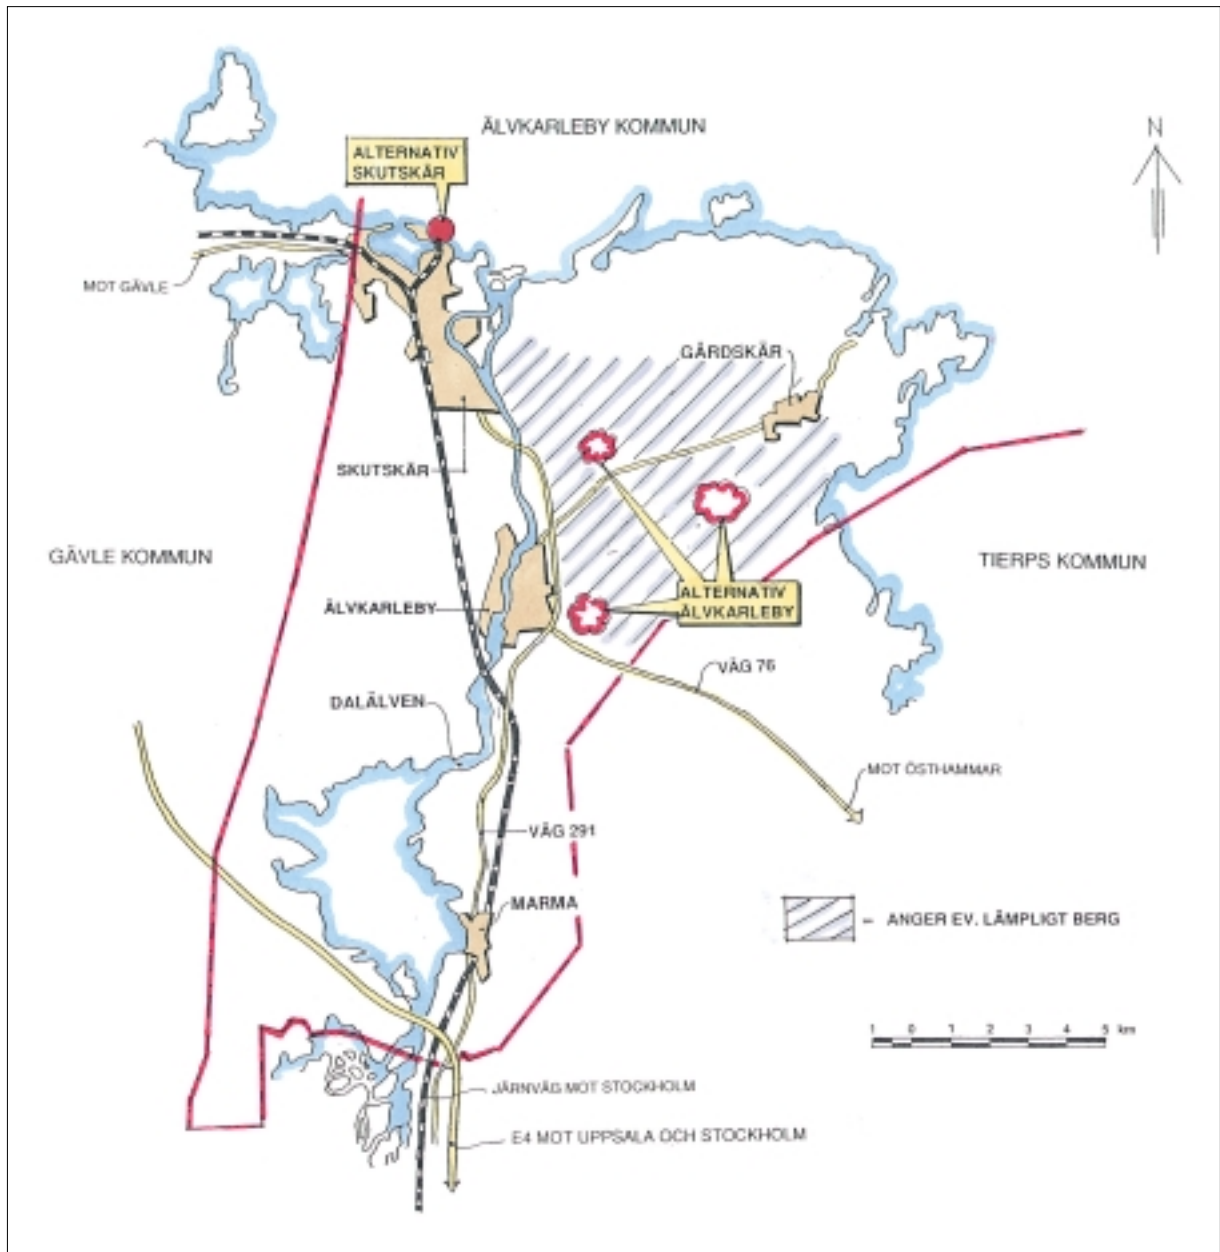 ÄLVKARLEBY KOMMUN
N
ALTERNATIV
SKUTSKÄR
MOT GÄVLE
GÅRDSKÄR
SKUTSKÄR
GÄVLE KOMMUN
TIERPS KOMMUN
ALTERNATIV
ÄLVKARLEBY
ÄLVKARLEBY
VÄG 76
DALÄLVEN
MOT ÖSTHAMMAR
VÄG 291
MARMA
- ANGER EV. LÄMPLIGT BERG
1 0 1 2 3 4 5 km
JÄRNVÄG MOT STOCKHOLM
E4 MOT UPPSALA OCH STOCKHOLM